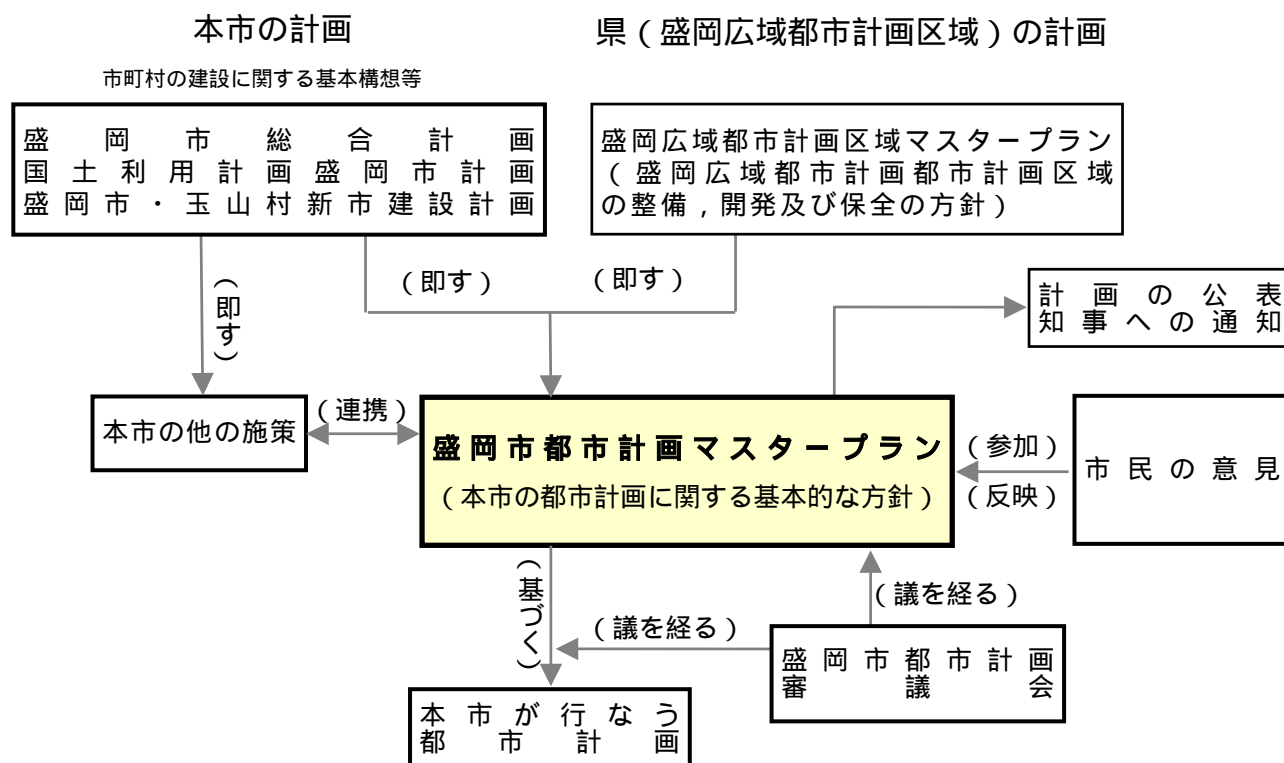 本市の計画
県（盛岡広域都市計画区域）の計画
市町村の建設に関する基本構想等
盛岡市総合計画
国土利用計画盛岡市計画
盛岡市・玉山村新市建設計画
盛岡広域都市計画区域マスタープラン
（盛岡広域都市計画都市計画区域
の整備，開発及び保全の方針）
（即す）
（即す）
（即す）
計画の公表
知事への通知
本市の他の施策
（連携）
盛岡市都市計画マスタープラン
（本市の都市計画に関する基本的な方針）
（参加）
（反映）
市民の意見
（基づく）
（議を経る）
（議を経る）
盛岡市都市計画
審議会
本市が行なう
都市計画